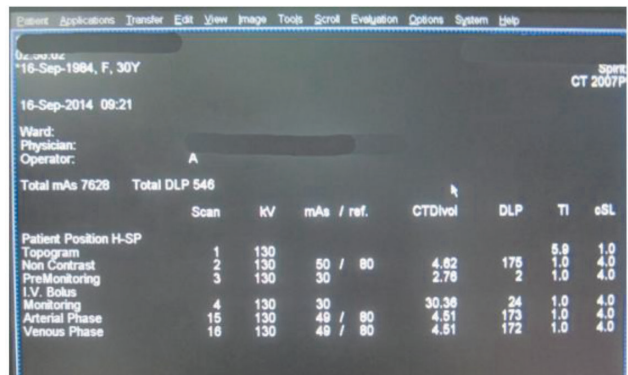 Patient Applications Transfer Edit View Image Tools Scroll Evaluation Options System Help
*16-Sep-1984, F, 30Y
Spirit
CT 2007P
16-Sep-2014 09:21
Ward:
Physician:
Operator: A
Total mAs 7628 Total DLP 546
Scan kV mAs / ref. CTDIvol DLP TI cSL
Patient Position H-SP
Topogram 1 130 5.9 1.0
Non Contrast 2 130 50 / 80 4.62 175 1.0 4.0
PreMonitoring 3 130 30 2.76 2 1.0 4.0
I.V. Bolus
Monitoring 4 130 30 30.36 24 1.0 4.0
Arterial Phase 15 130 49 / 80 4.51 173 1.0 4.0
Venous Phase 16 130 49 / 80 4.51 172 1.0 4.0